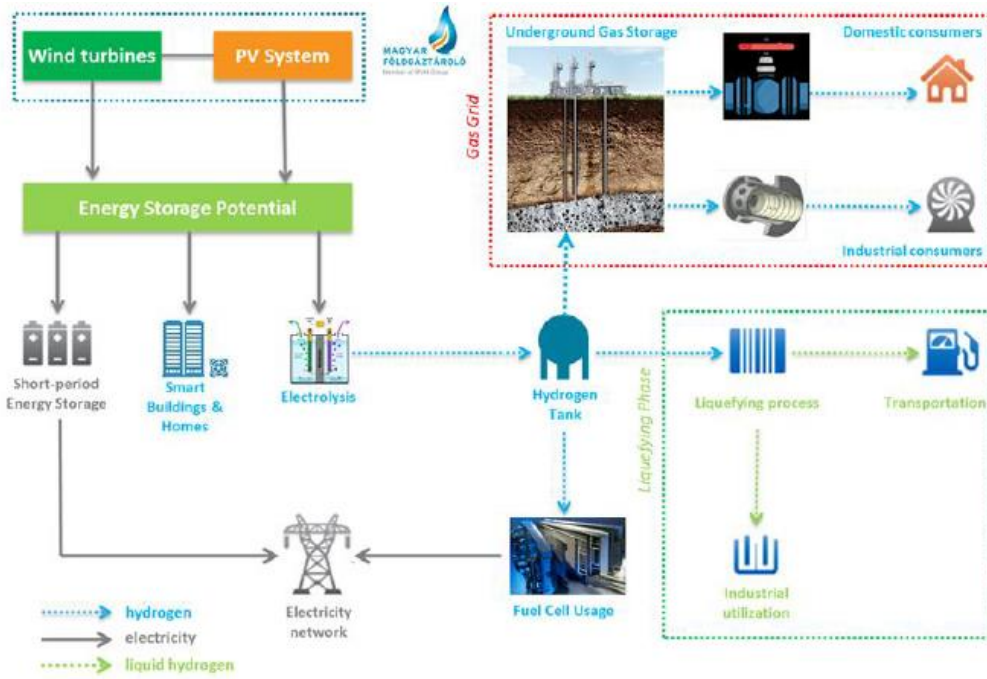 Wind turbines
PV System
MAGYAR
FÖLDGÁZTÁROLÓ
Underground Gas Storage
Domestic consumers
Gas Grid
Industrial consumers
Energy Storage Potential
Short-period
Energy Storage
Smart
Buildings &
Homes
Electrolysis
Hydrogen
Tank
Liquefying Phase
Liquefying process
Transportation
Industrial
utilization
Electricity
network
Fuel Cell Usage
hydrogen
electricity
liquid hydrogen